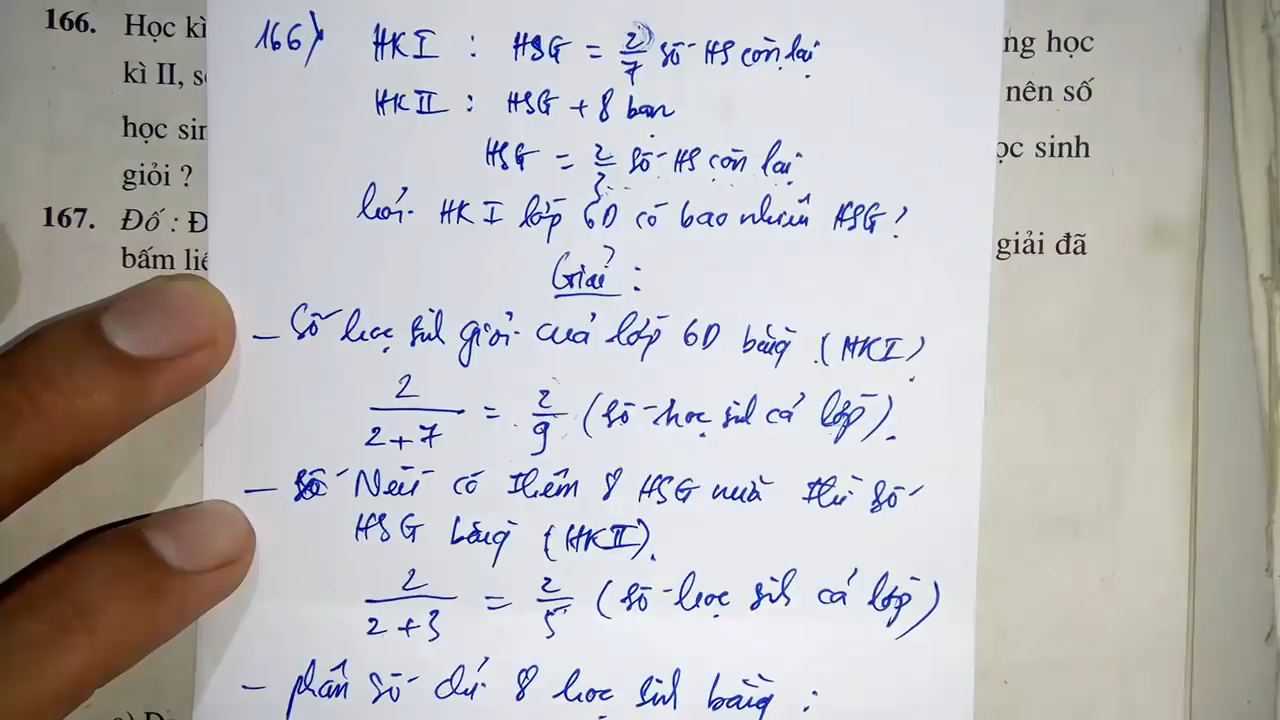 166. Học kì
kì II, s
học sin
giỏi ?
167. Đố : Đ
bấm liê
ng học
nên số
ọc sinh
giải đã
166) HKI : HSG = 2/7 số HS còn lại
HKII : HSG + 8 bạn
HSG = 2/3 số HS còn lại
hỏi HKI lớp 6D có bao nhiêu HSG?
Giải :
- Số học sinh giỏi của lớp 6D bằng (HKI)
2/(2+7) = 2/9 (số học sinh cả lớp).
- Nếu có thêm 8 HSG nữa thì số
HSG bằng (HKII).
2/(2+3) = 2/5 (số học sinh cả lớp)
- phân số chỉ 8 học sinh bằng :